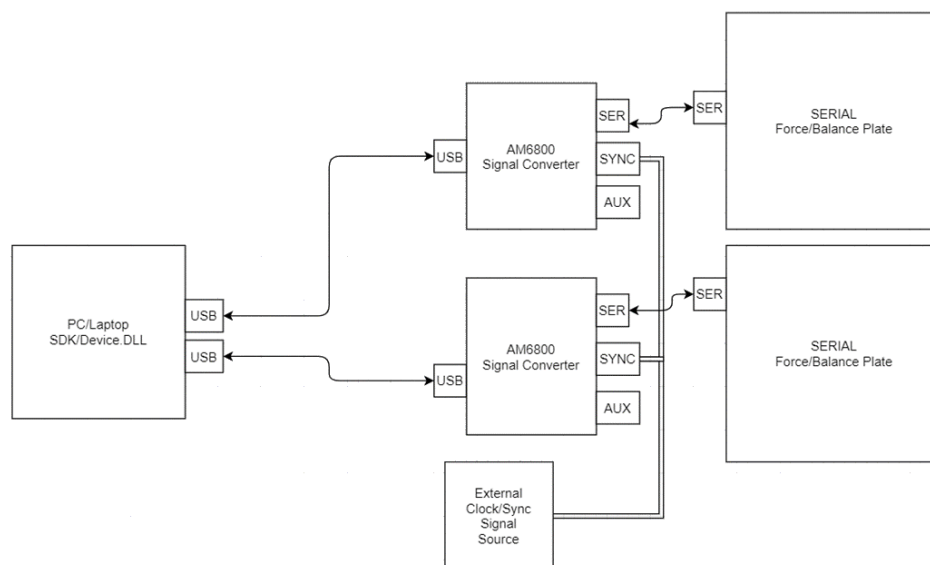 SER
SER
SERIAL
Force/Balance Plate
AM6800
Signal Converter
USB
SYNC
AUX
PC/Laptop
SDK/Device.DLL
USB
USB
SER
SER
SERIAL
Force/Balance Plate
AM6800
Signal Converter
SYNC
USB
AUX
External
Clock/Sync
Signal
Source